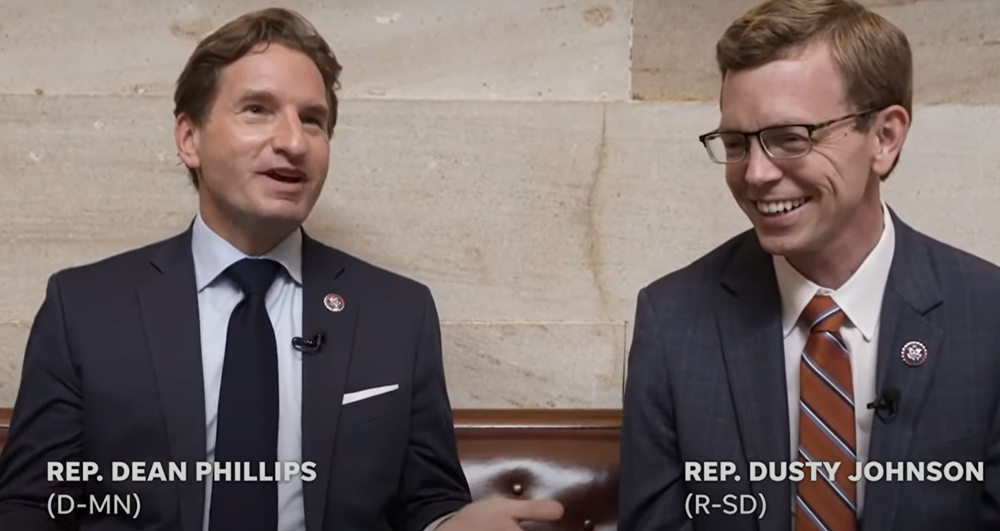 REP. DEAN PHILLIPS
(D-MN)
REP. DUSTY JOHNSON
(R-SD)